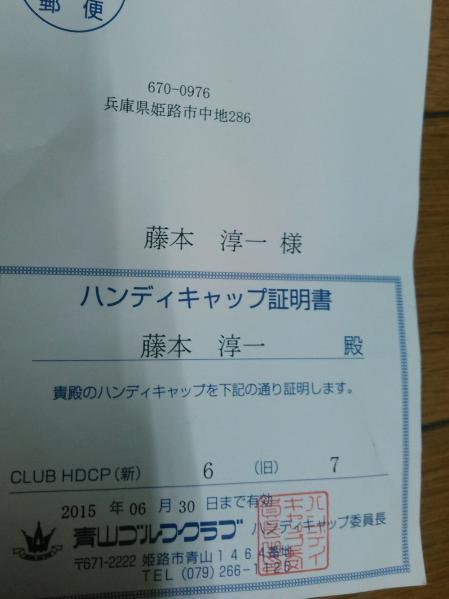 郵便
670-0976
兵庫県姫路市中地286
藤本 淳一 様
ハンディキャップ証明書
藤本 淳一 殿
貴殿のハンディキャップを下記の通り証明します。
CLUB HDCP(新) 6 (旧) 7
2015 年 06 月 30 日まで有効
青山ゴルフクラブ ハンディキャップ委員長
〒671-2222 姫路市青山1464番地
TEL (079) 266-1126